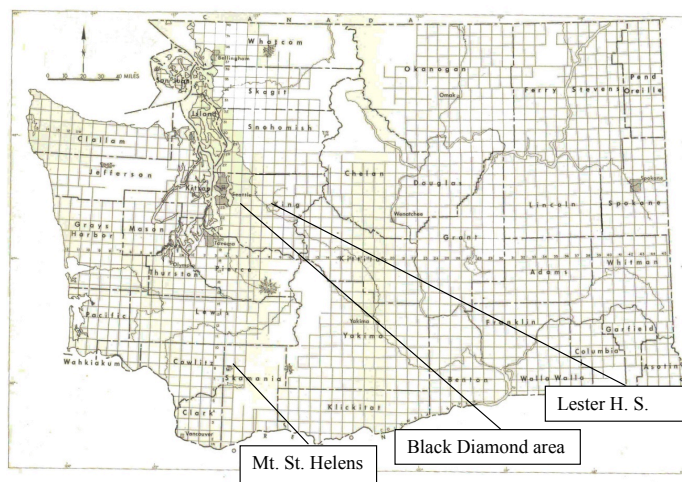 C A N A D A
Whatcom
Bellingham
San Juan
Okanogan
Pend
Oreille
Ferry
Stevens
Skagit
Omak
0 20 40 MILES
Island
Snohomish
Clallam
Jefferson
Chelan
Douglas
Kitsap
Seattle
King
Spokane
Lincoln
Spokane
Wenatchee
Grays
Harbor
Mason
Tacoma
Grant
Kittitas
Pierce
Thurston
Whitman
Adams
Lewis
Pacific
Yakima
Yakima
Franklin
Garfield
Columbia
Cowlitz
Wahkiakum
Skamania
Benton
Walla Walla
Asotin
Klickitat
Clark
Vancouver
O R E G O N
Lester H. S.
Black Diamond area
Mt. St. Helens